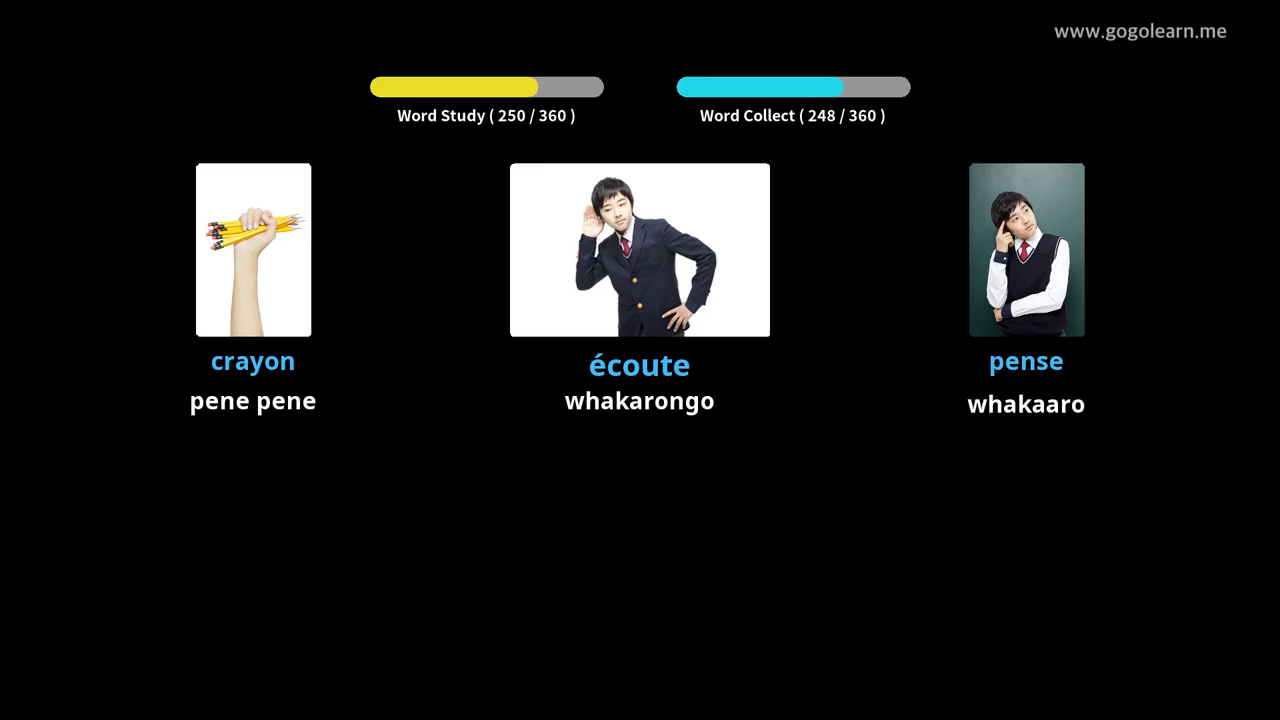 www.gogolearn.me
Word Study ( 250 / 360 )
Word Collect ( 248 / 360 )
crayon
pene pene
écoute
whakarongo
pense
whakaaro